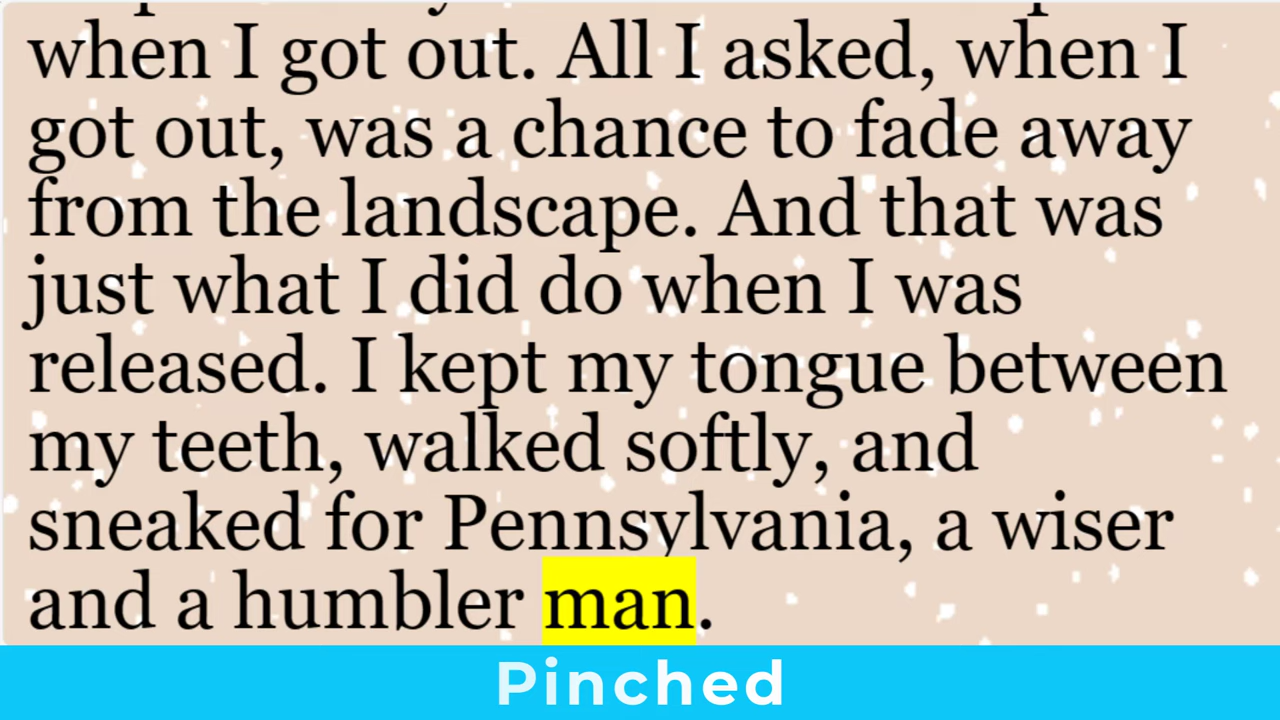 when I got out. All I asked, when I
got out, was a chance to fade away
from the landscape. And that was
just what I did do when I was
released. I kept my tongue between
my teeth, walked softly, and
sneaked for Pennsylvania, a wiser
and a humbler man.
Pinched